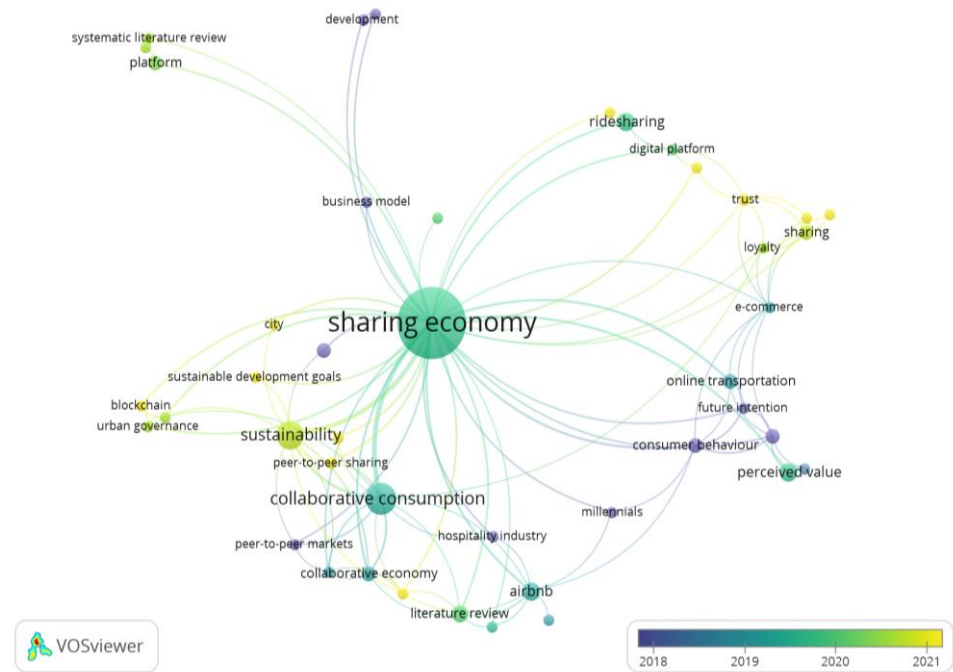 development
systematic literature review
platform
ridesharing
digital platform
business model
trust
sharing
loyalty
e-commerce
sharing economy
city
sustainable development goals
online transportation
blockchain
future intention
urban governance
sustainability
consumer behaviour
peer-to-peer sharing
perceived value
collaborative consumption
millennials
hospitality industry
peer-to-peer markets
collaborative economy
airbnb
literature review
VOSviewer
2018 2019 2020 2021